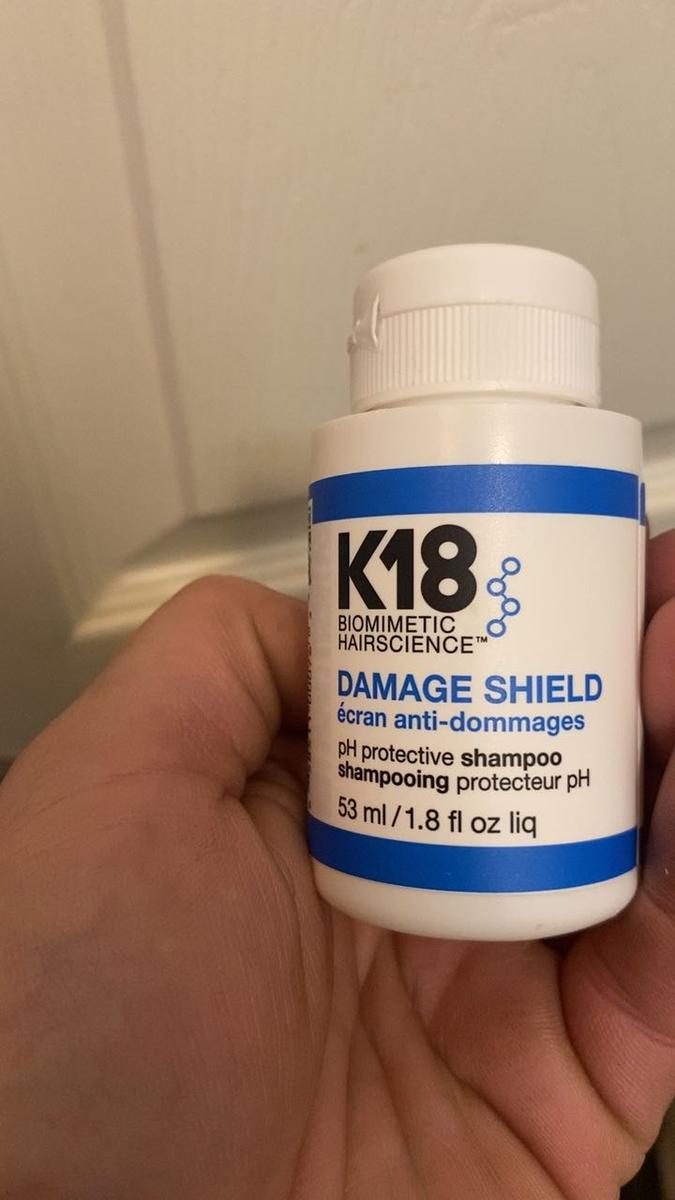 K18
BIOMIMETIC
HAIRSCIENCE™
DAMAGE SHIELD
écran anti-dommages
pH protective shampoo
shampooing protecteur pH
53 ml / 1.8 fl oz liq